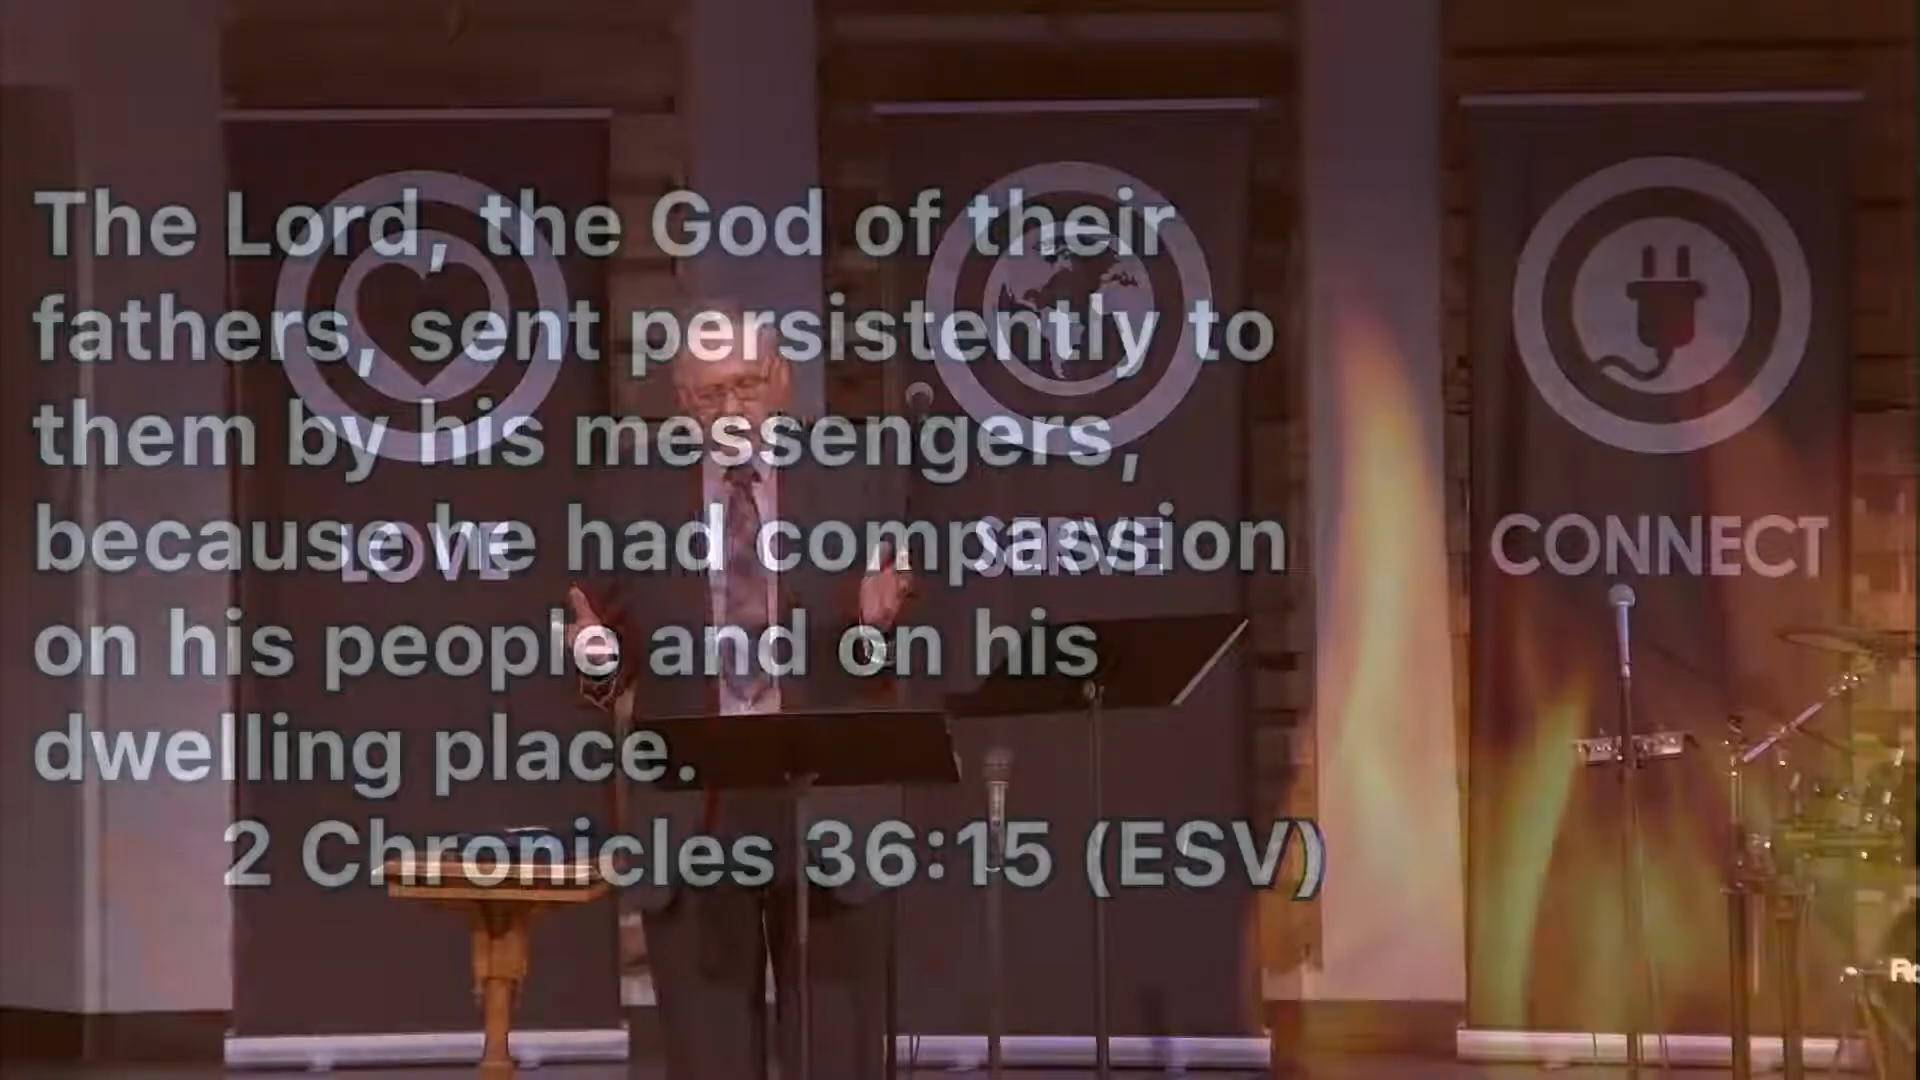 The Lord, the God of their
fathers, sent persistently to
them by his messengers,
because he had compassion
on his people and on his
dwelling place.
2 Chronicles 36:15 (ESV)
LOVE
SERVE
CONNECT